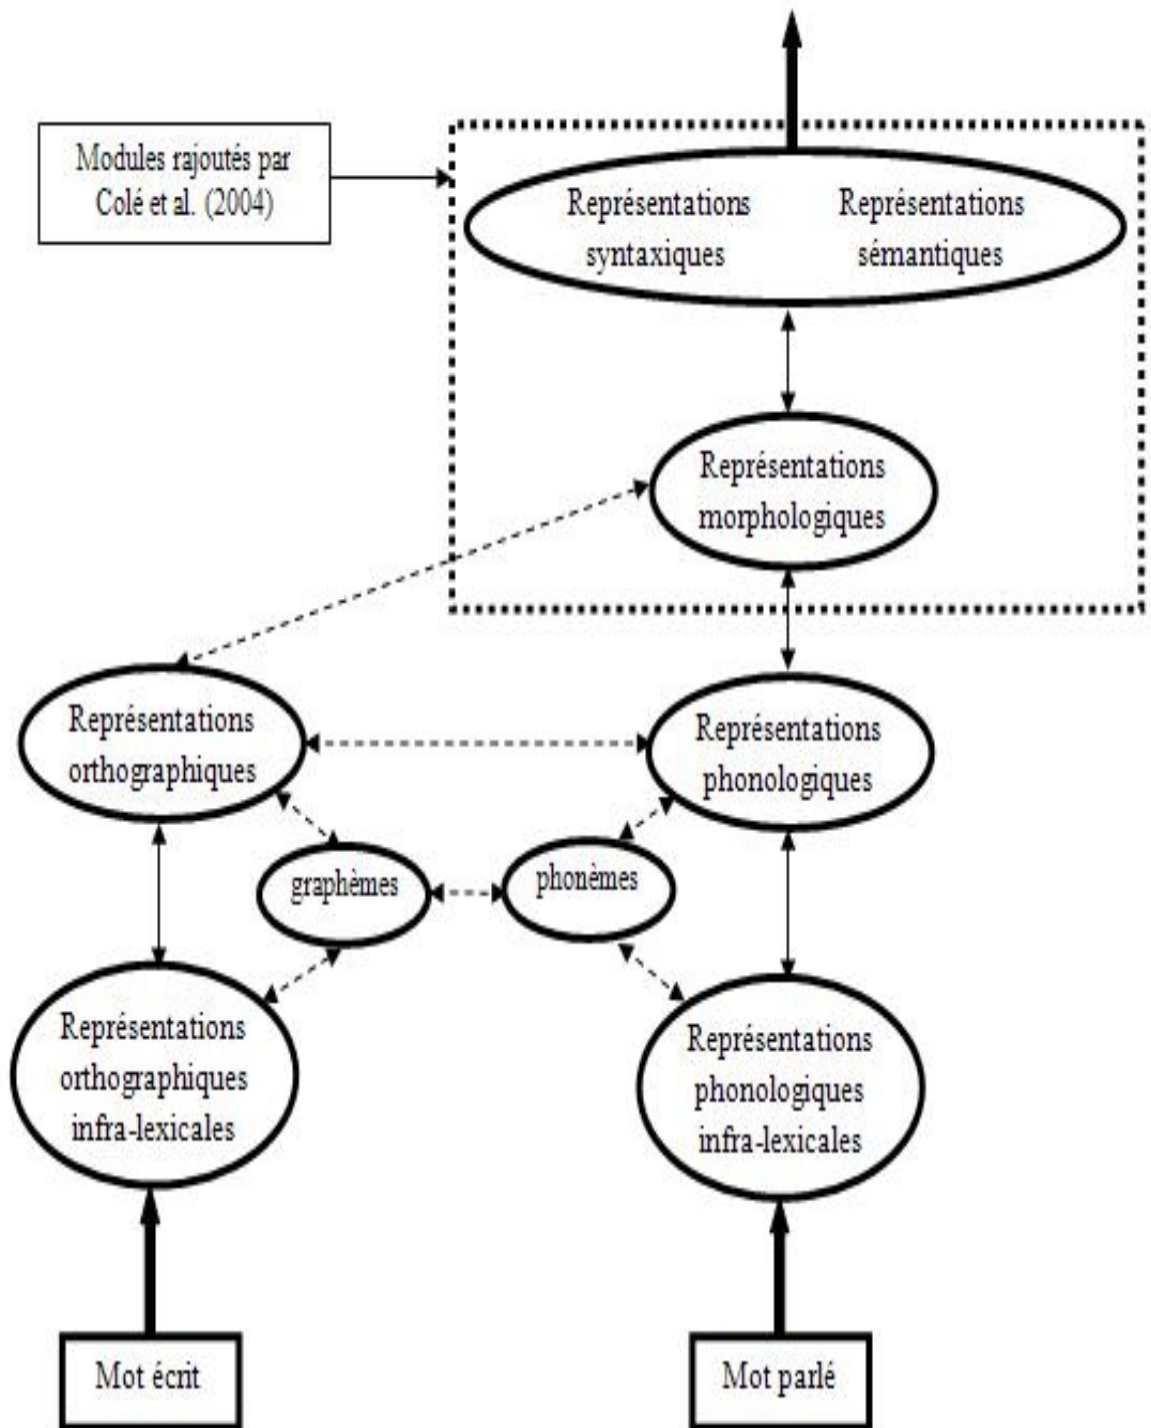 Modules rajoutés par
Colé et al. (2004)
Représentations
syntaxiques
Représentations
sémantiques
Représentations
morphologiques
Représentations
orthographiques
Représentations
phonologiques
graphèmes
phonèmes
Représentations
orthographiques
infra-lexicales
Représentations
phonologiques
infra-lexicales
Mot écrit
Mot parlé